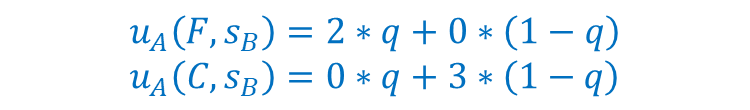 u_A(F, s_B) = 2 * q + 0 * (1 − q)
u_A(C, s_B) = 0 * q + 3 * (1 − q)